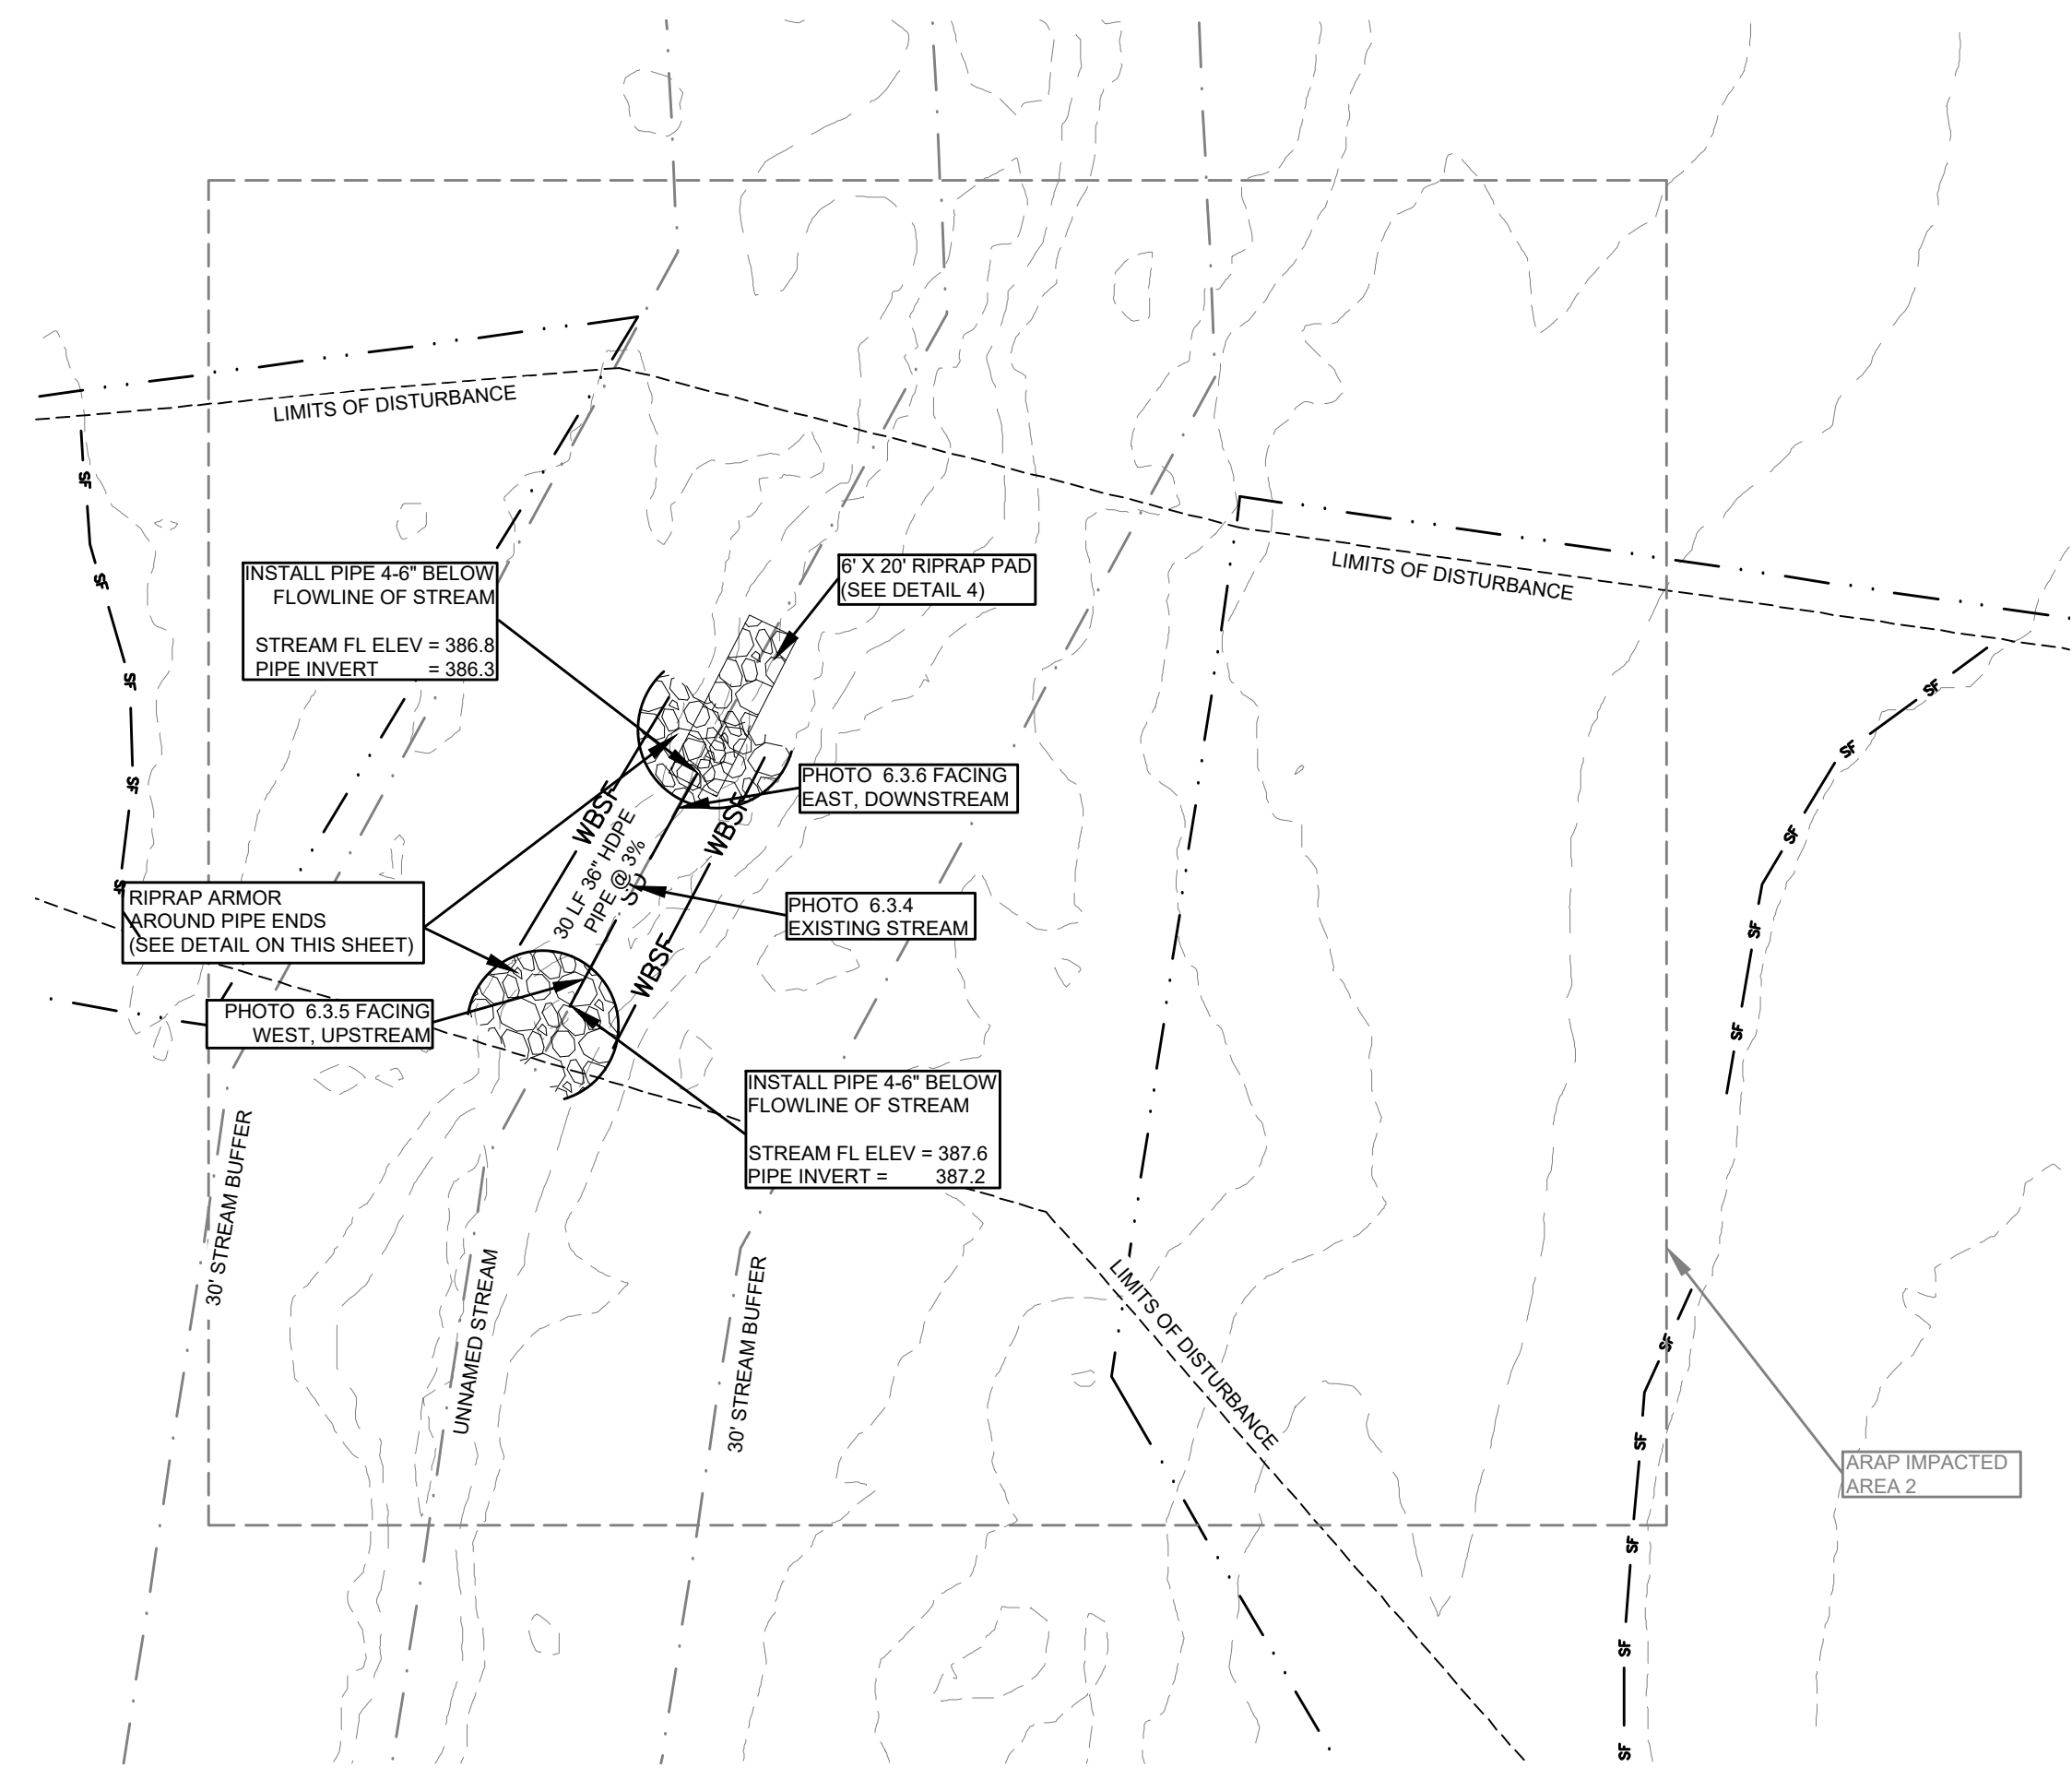 LIMITS OF DISTURBANCE
SF
SF
SF
SF
SF
INSTALL PIPE 4-6" BELOW
FLOWLINE OF STREAM
STREAM FL ELEV = 386.8
PIPE INVERT = 386.3
6' X 20' RIPRAP PAD
(SEE DETAIL 4)
LIMITS OF DISTURBANCE
SF
SF
SF
SF
SF
PHOTO 6.3.6 FACING
EAST, DOWNSTREAM
WBSF
WBSF
30 LF 36" HDPE
PIPE @ 3%
RIPRAP ARMOR
AROUND PIPE ENDS
(SEE DETAIL ON THIS SHEET)
PHOTO 6.3.4
EXISTING STREAM
WBSF
PHOTO 6.3.5 FACING
WEST, UPSTREAM
INSTALL PIPE 4-6" BELOW
FLOWLINE OF STREAM
STREAM FL ELEV = 387.6
PIPE INVERT = 387.2
30' STREAM BUFFER
UNNAMED STREAM
30' STREAM BUFFER
LIMITS OF DISTURBANCE
SF
SF
SF
SF
SF
ARAP IMPACTED
AREA 2